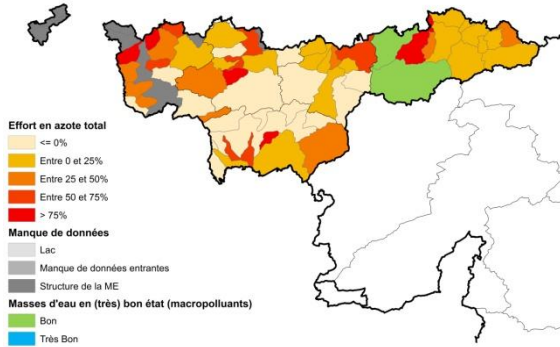 Effort en azote total
<= 0%
Entre 0 et 25%
Entre 25 et 50%
Entre 50 et 75%
> 75%
Manque de données
Lac
Manque de données entrantes
Structure de la ME
Masses d'eau en (très) bon état (macropolluants)
Bon
Très Bon